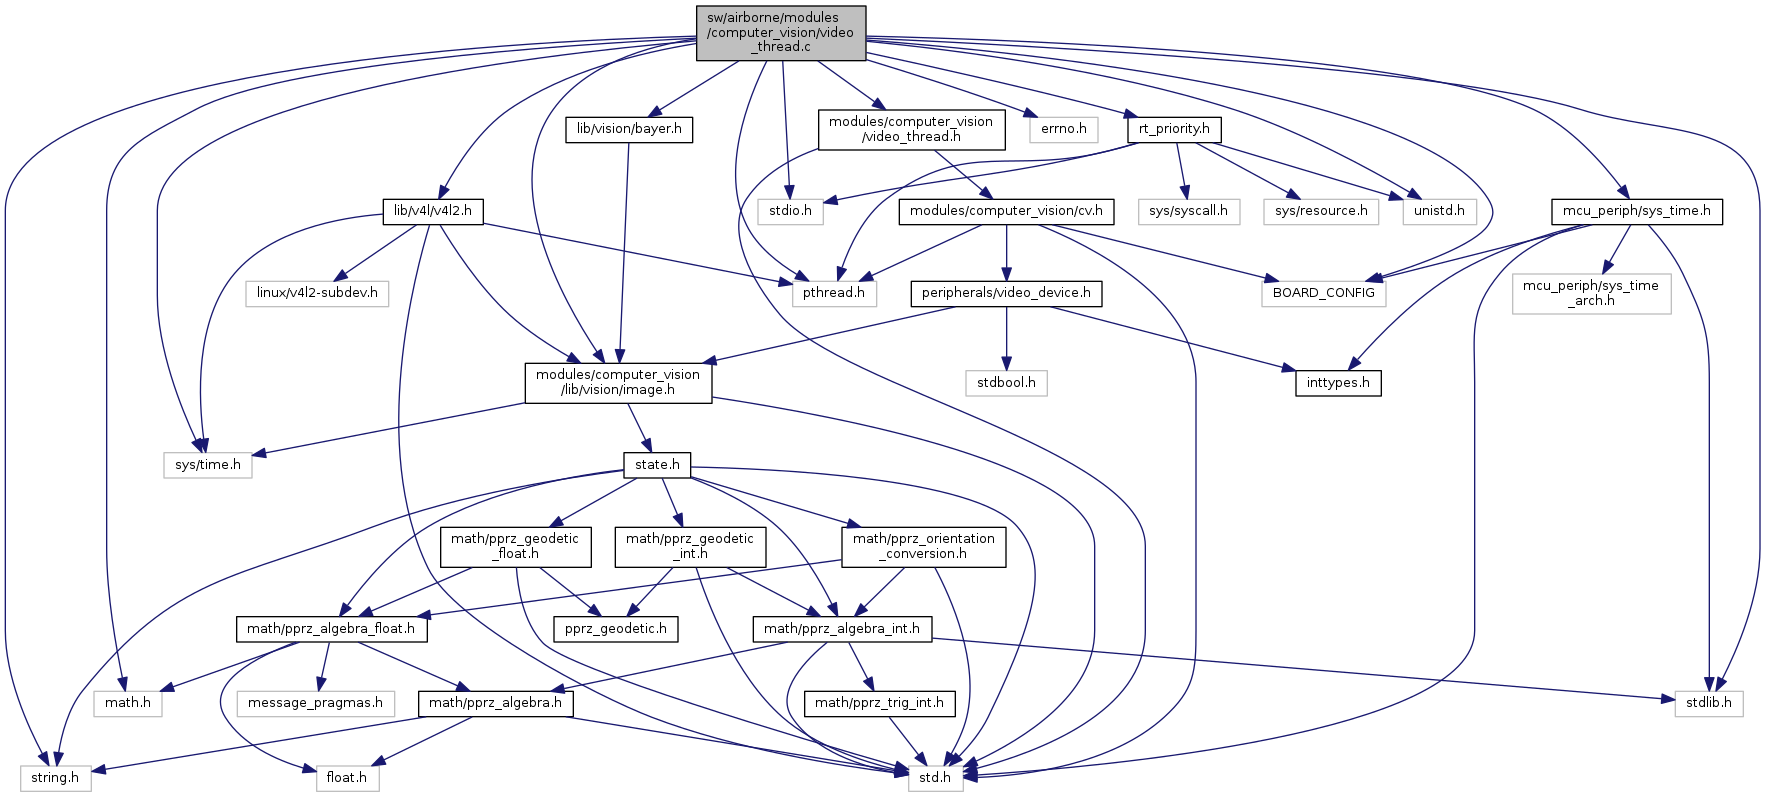 sw/airborne/modules
/computer_vision/video
_thread.c
lib/vision/bayer.h
modules/computer_vision
/video_thread.h
errno.h
rt_priority.h
lib/v4l/v4l2.h
stdio.h
modules/computer_vision/cv.h
sys/syscall.h
sys/resource.h
unistd.h
mcu_periph/sys_time.h
linux/v4l2-subdev.h
pthread.h
peripherals/video_device.h
BOARD_CONFIG
mcu_periph/sys_time
_arch.h
modules/computer_vision
/lib/vision/image.h
stdbool.h
inttypes.h
sys/time.h
state.h
math/pprz_geodetic
_float.h
math/pprz_geodetic
_int.h
math/pprz_orientation
_conversion.h
math/pprz_algebra_float.h
pprz_geodetic.h
math/pprz_algebra_int.h
math.h
message_pragmas.h
math/pprz_algebra.h
math/pprz_trig_int.h
stdlib.h
string.h
float.h
std.h